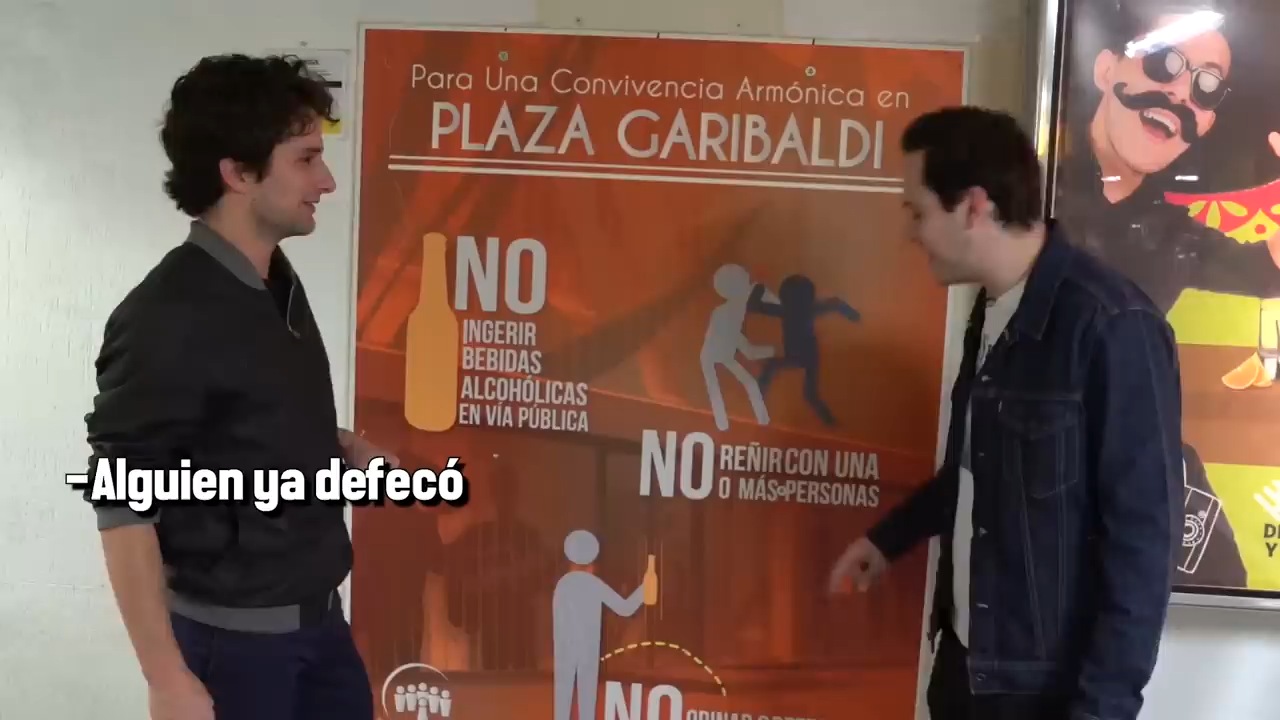 Para Una Convivencia Armónica en
PLAZA GARIBALDI
NO
INGERIR
BEBIDAS
ALCOHÓLICAS
EN VÍA PÚBLICA
NO REÑIR CON UNA
O MÁS PERSONAS
-Alguien ya defecó
NO